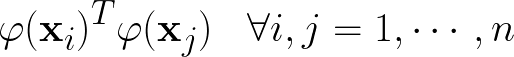 φ(x_i)^T φ(x_j) ∀i, j = 1, ⋯ , n